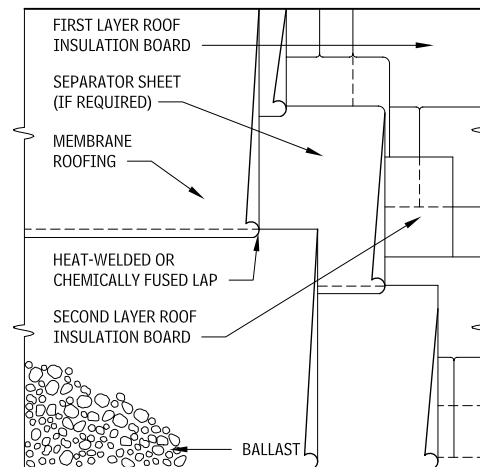 FIRST LAYER ROOF
INSULATION BOARD
SEPARATOR SHEET
(IF REQUIRED)
MEMBRANE
ROOFING
HEAT-WELDED OR
CHEMICALLY FUSED LAP
SECOND LAYER ROOF
INSULATION BOARD
BALLAST